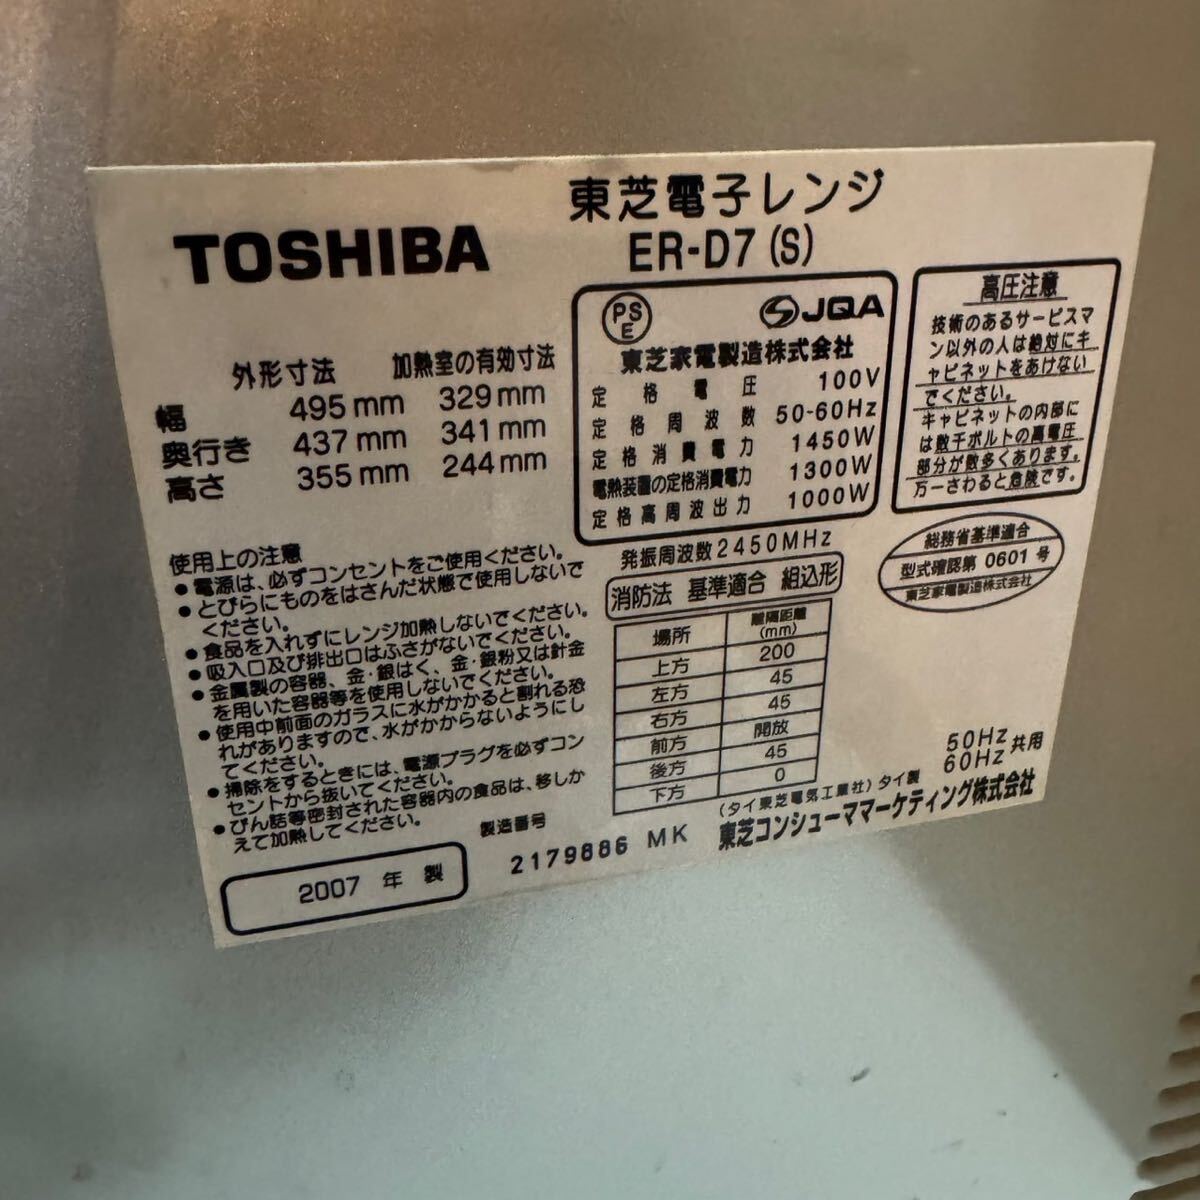 東芝電子レンジ
TOSHIBA
ER-D7(S)
外形寸法 加熱室の有効寸法
幅 495mm 329mm
奥行き 437mm 341mm
高さ 355mm 244mm
PSE JQA
東芝家電製造株式会社
定格電圧 100V
定格周波数 50-60Hz
定格消費電力 1450W
電熱装置の定格消費電力 1300W
定格高周波出力 1000W
発振周波数2450MHz
高圧注意
技術のあるサービスマ
ン以外の人は絶対にキ
ャビネットをあけない
でください。
キャビネットの内部に
は数千ボルトの高電圧
部分が数多くあります。
万一さわると危険です。
総務省基準適合
型式確認第 0601 号
東芝家電製造株式会社
使用上の注意
●電源は、必ずコンセントをご使用ください。
●とびらにものをはさんだ状態で使用しないで
ください。
●食品を入れずにレンジ加熱しないでください。
●吸入口及び排出口はふさがないでください。
●金属製の容器、金・銀はく、金・銀粉又は針金
を用いた容器等を使用しないでください。
●使用中前面のガラスに水がかかると割れる恐
れがありますので、水がかからないようにし
てください。
●掃除をするときには、電源プラグを必ずコン
セントから抜いてください。
●びん詰等密封された容器内の食品は、移しか
えて加熱してください。
消防法 基準適合 組込形
場所 離隔距離(mm)
上方 200
左方 45
右方 45
前方 開放
後方 45
下方 0
50Hz
60Hz 共用
(タイ東芝電気工業社)タイ製
東芝コンシューママーケティング株式会社
製造番号
2179886 MK
2007 年 製